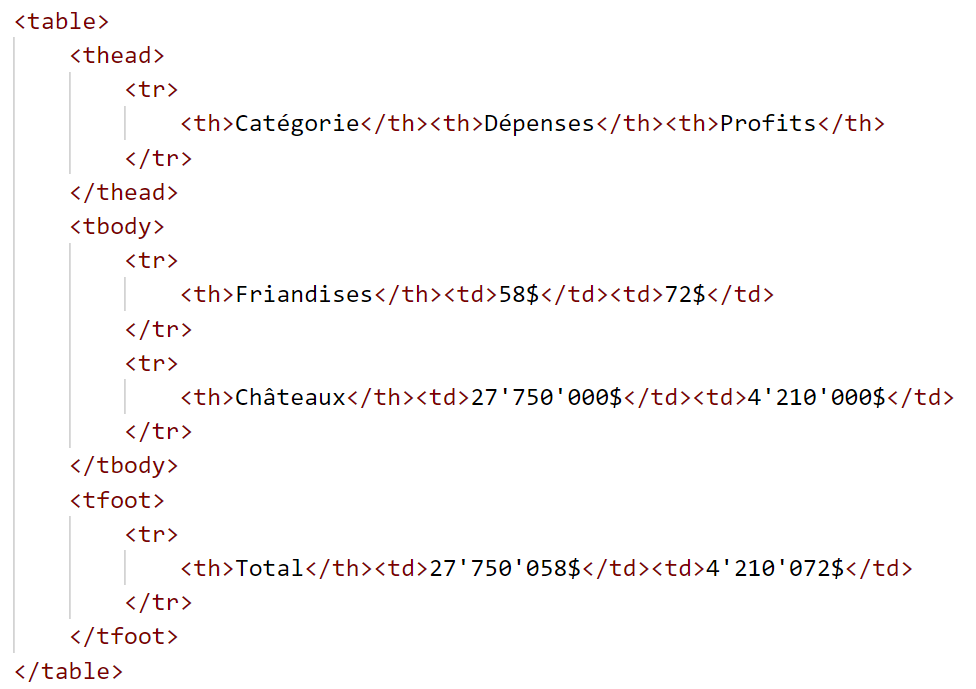 <table>
<thead>
<tr>
<th>Catégorie</th><th>Dépenses</th><th>Profits</th>
</tr>
</thead>
<tbody>
<tr>
<th>Friandises</th><td>58$</td><td>72$</td>
</tr>
<tr>
<th>Châteaux</th><td>27'750'000$</td><td>4'210'000$</td>
</tr>
</tbody>
<tfoot>
<tr>
<th>Total</th><td>27'750'058$</td><td>4'210'072$</td>
</tr>
</tfoot>
</table>